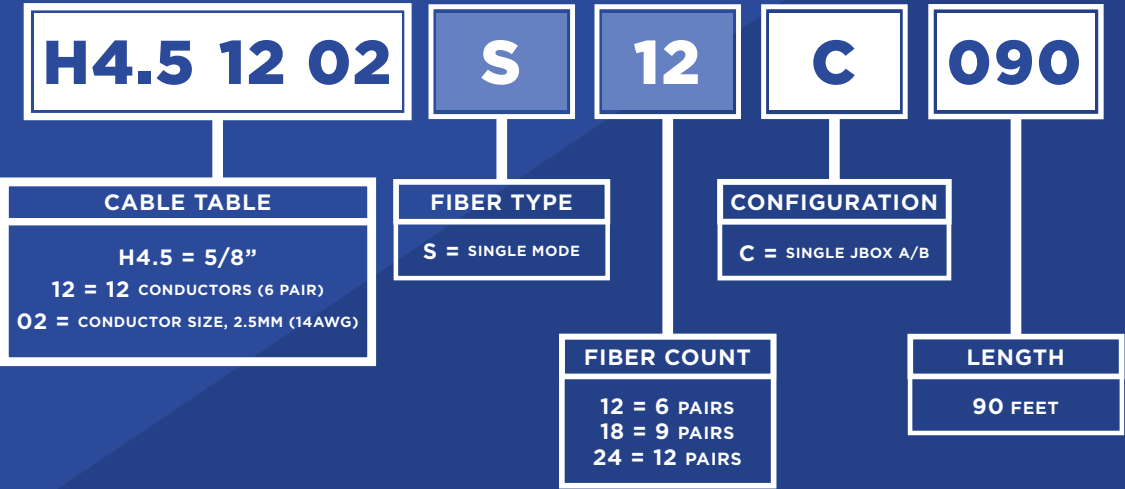 H4.5 12 02 S 12 C 090
CABLE TABLE
H4.5 = 5/8”
12 = 12 CONDUCTORS (6 PAIR)
02 = CONDUCTOR SIZE, 2.5MM (14AWG)
FIBER TYPE
S = SINGLE MODE
CONFIGURATION
C = SINGLE JBOX A/B
FIBER COUNT
12 = 6 PAIRS
18 = 9 PAIRS
24 = 12 PAIRS
LENGTH
90 FEET